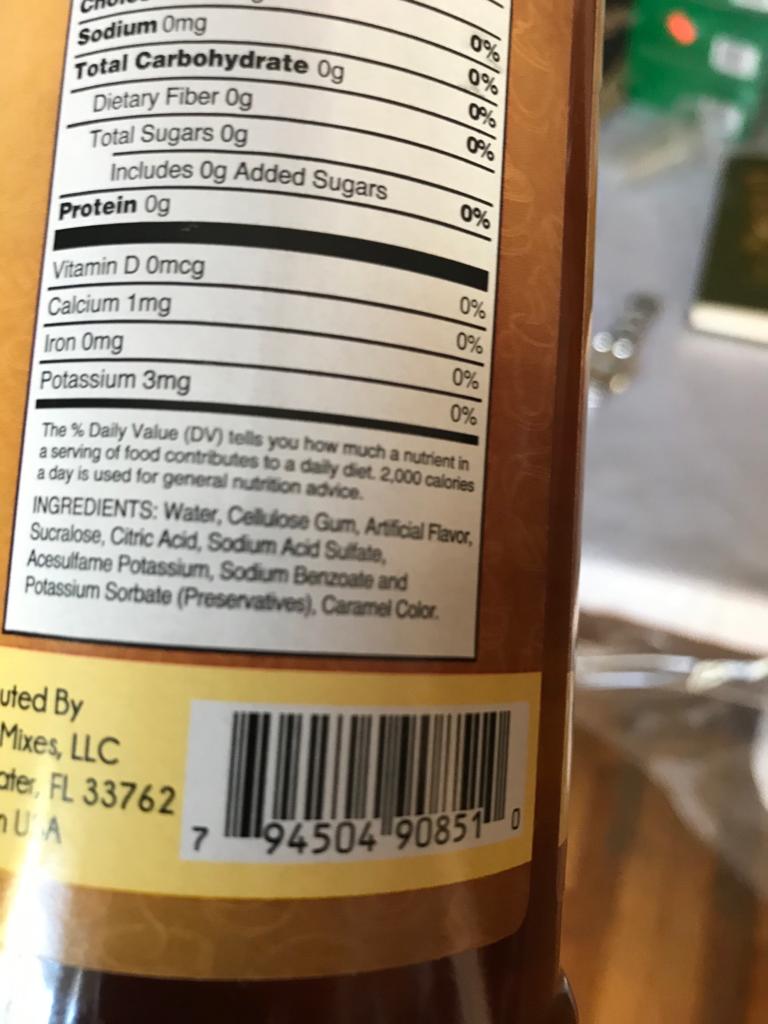 Sodium 0mg 0%
Total Carbohydrate 0g 0%
Dietary Fiber 0g 0%
Total Sugars 0g 0%
Includes 0g Added Sugars 0%
Protein 0g
Vitamin D 0mcg 0%
Calcium 1mg 0%
Iron 0mg 0%
Potassium 3mg 0%
The % Daily Value (DV) tells you how much a nutrient in
a serving of food contributes to a daily diet. 2,000 calories
a day is used for general nutrition advice.
INGREDIENTS: Water, Cellulose Gum, Artificial Flavor,
Sucralose, Citric Acid, Sodium Acid Sulfate,
Acesulfame Potassium, Sodium Benzoate and
Potassium Sorbate (Preservatives), Caramel Color.
uted By
Mixes, LLC
ater, FL 33762
7 94504 90851 0